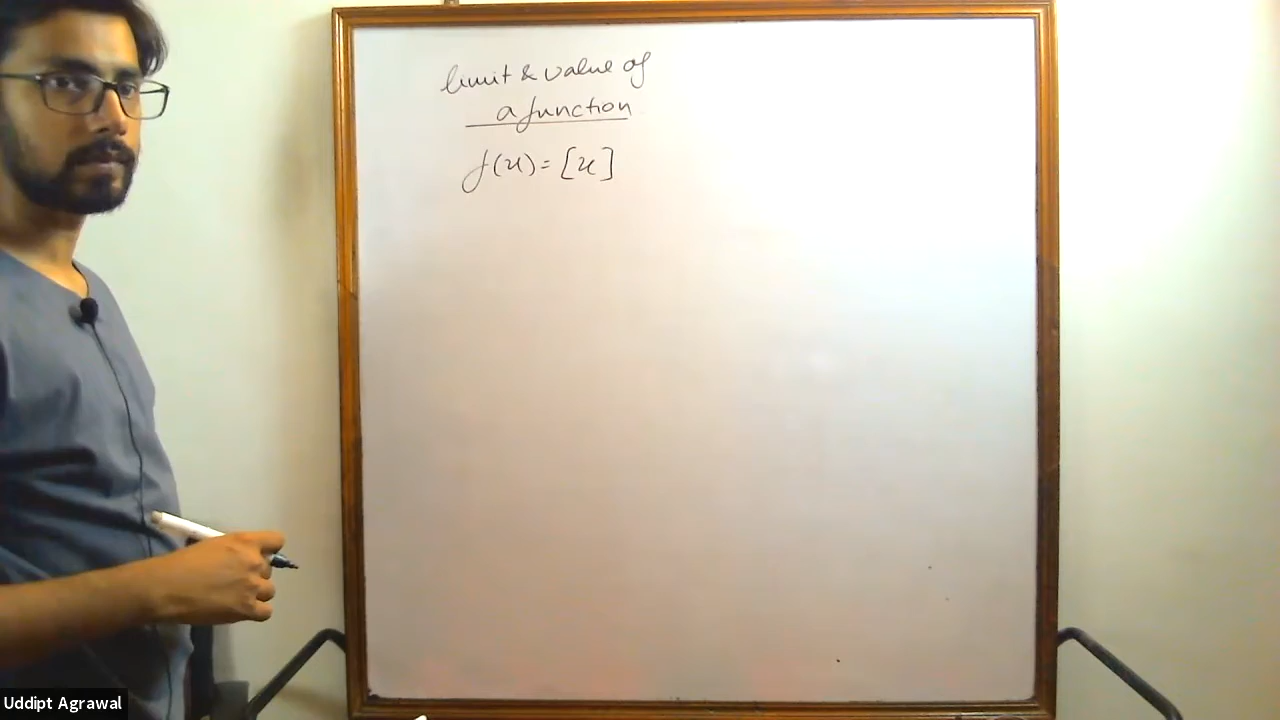 limit & value of
a function
f(x) = [x]
Uddipt Agrawal